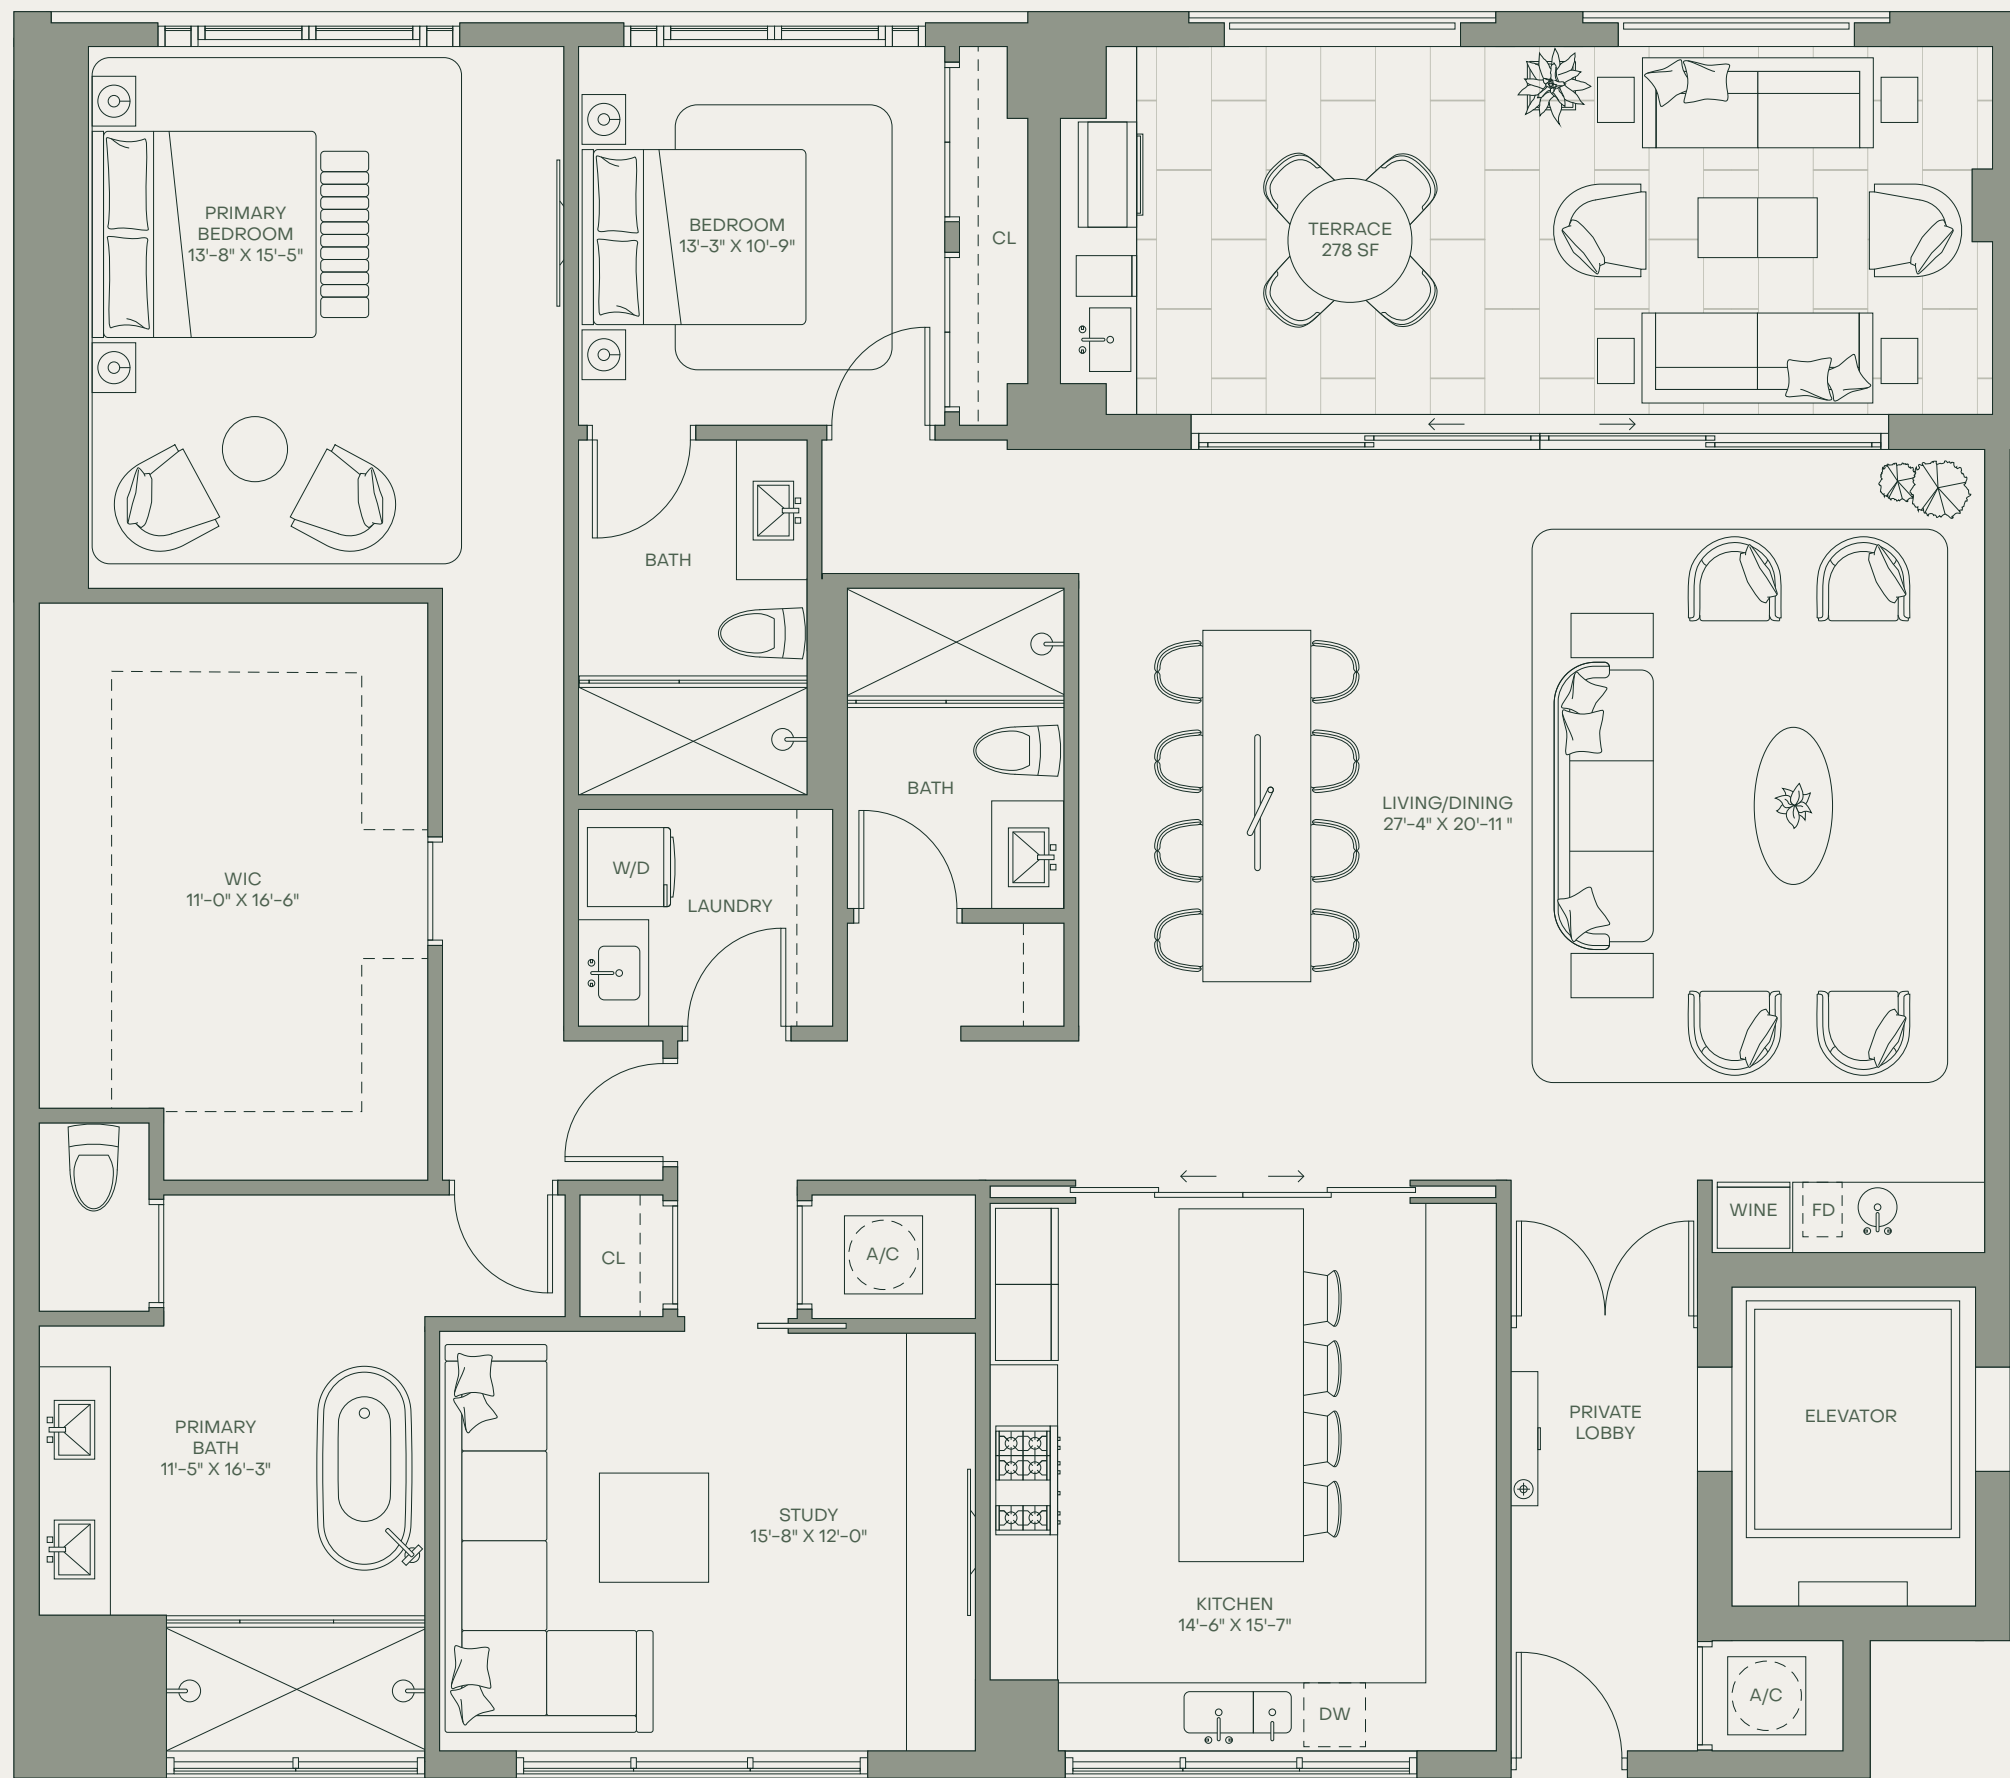 PRIMARY
BEDROOM
13'-8" X 15'-5"
BEDROOM
13'-3" X 10'-9"
CL
TERRACE
278 SF
BATH
BATH
LIVING/DINING
27'-4" X 20'-11 "
WIC
11'-0" X 16'-6"
W/D
LAUNDRY
WINE
FD
CL
A/C
PRIMARY
BATH
11'-5" X 16'-3"
STUDY
15'-8" X 12'-0"
KITCHEN
14'-6" X 15'-7"
DW
PRIVATE
LOBBY
ELEVATOR
A/C